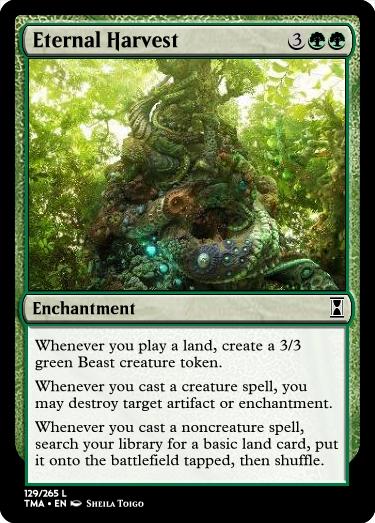 Eternal Harvest 3
Enchantment
Whenever you play a land, create a 3/3
green Beast creature token.
Whenever you cast a creature spell, you
may destroy target artifact or enchantment.
Whenever you cast a noncreature spell,
search your library for a basic land card, put
it onto the battlefield tapped, then shuffle.
129/265 L
TMA • EN Sheila Toigo